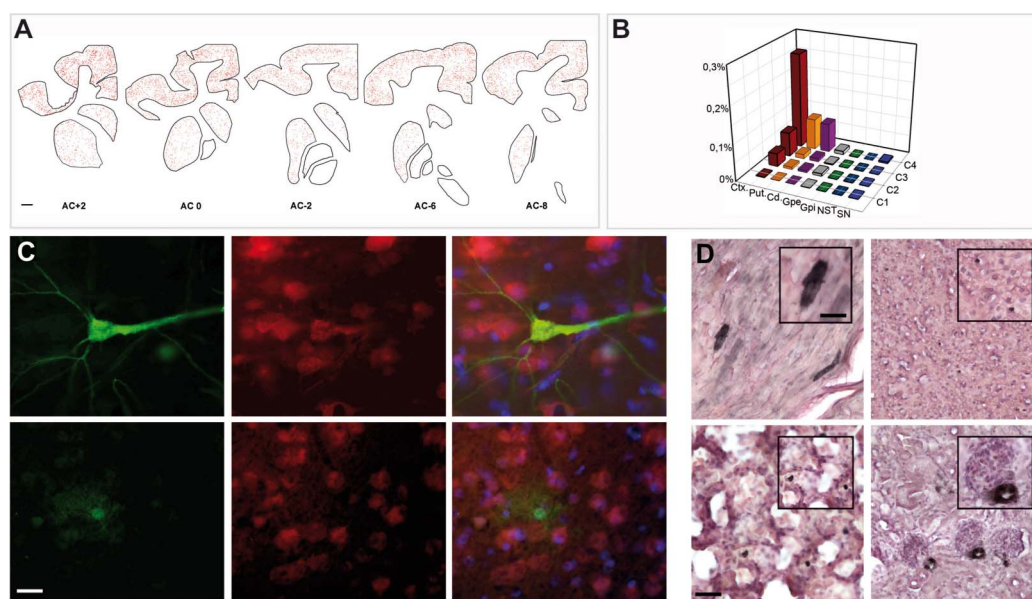 A
AC+2
AC 0
AC-2
AC-6
AC-8
B
0,3%
0,2%
0,1%
0%
Ctx.
Put.
Cd.
Gpe
Gpi
NST
SN
C1
C2
C3
C4
C
D